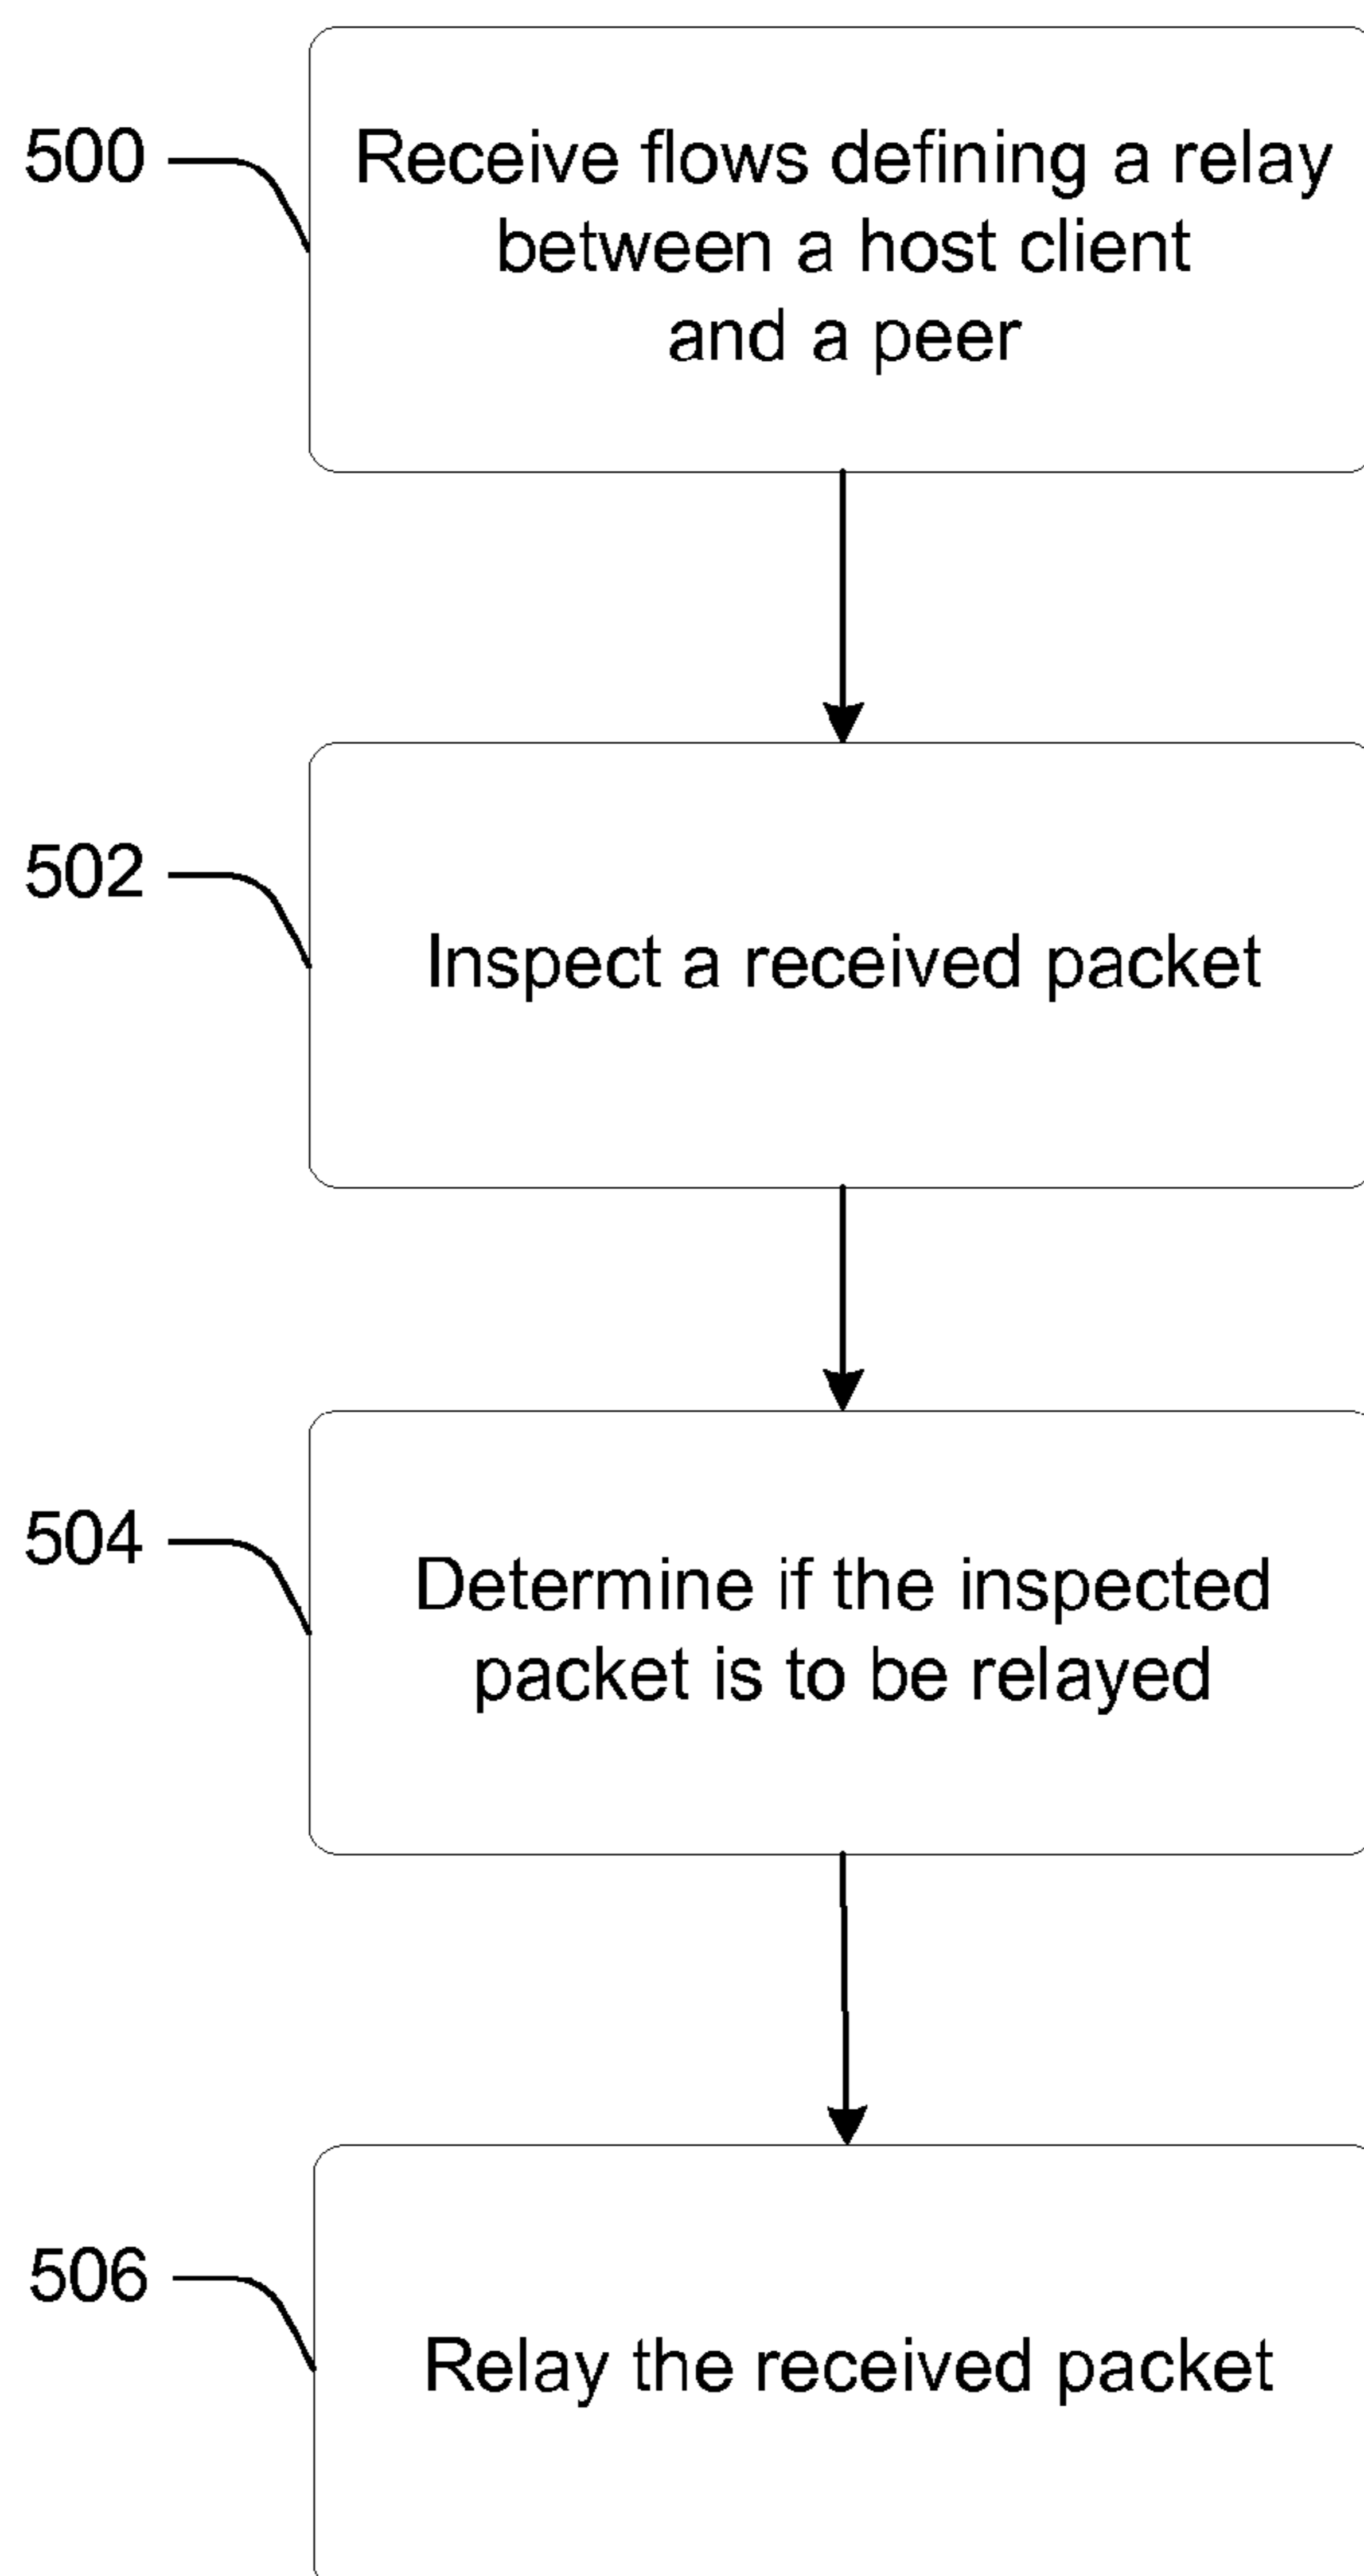 500
Receive flows defining a relay
between a host client
and a peer
502
Inspect a received packet
504
Determine if the inspected
packet is to be relayed
506
Relay the received packet